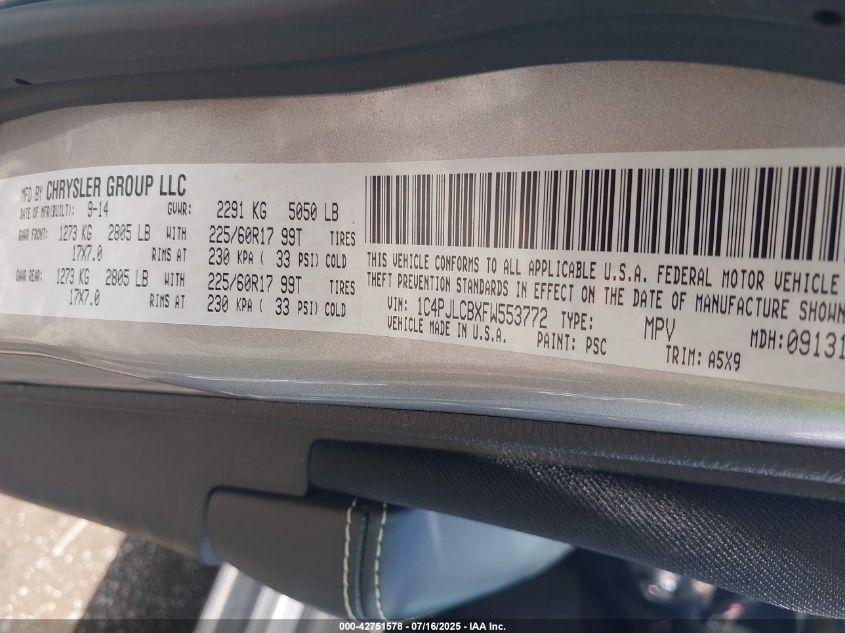 MFD BY CHRYSLER GROUP LLC
DATE OF MFR(BUILT): 9-14 GVWR: 2291 KG 5050 LB
GAWR FRONT: 1273 KG 2805 LB WITH 225/60R17 99T TIRES
17X7.0 RIMS AT 230 KPA ( 33 PSI) COLD
GAWR REAR: 1273 KG 2805 LB WITH 225/60R17 99T TIRES
17X7.0 RIMS AT 230 KPA ( 33 PSI) COLD
THIS VEHICLE CONFORMS TO ALL APPLICABLE U.S.A. FEDERAL MOTOR VEHICLE
THEFT PREVENTION STANDARDS IN EFFECT ON THE DATE OF MANUFACTURE SHOWN
VIN: 1C4PJLCBXFW553772 TYPE: MPV MDH:09131
VEHICLE MADE IN U.S.A. PAINT: PSC TRIM: A5X9
000-42751578 - 07/16/2025 - IAA Inc.